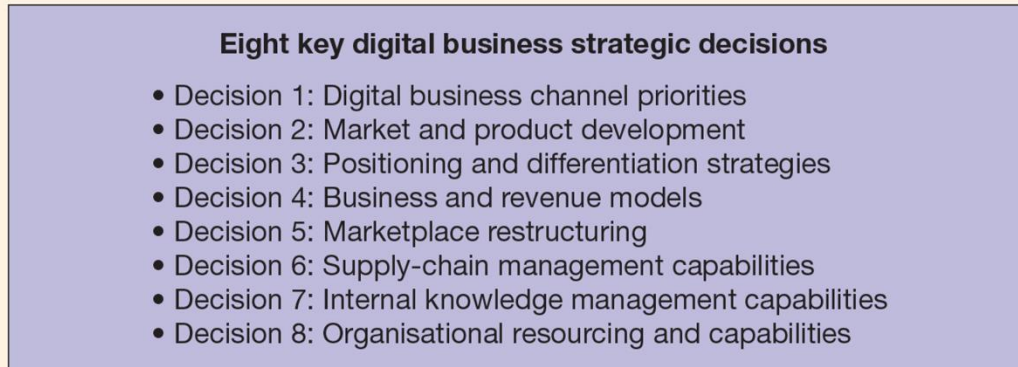 Eight key digital business strategic decisions
• Decision 1: Digital business channel priorities
• Decision 2: Market and product development
• Decision 3: Positioning and differentiation strategies
• Decision 4: Business and revenue models
• Decision 5: Marketplace restructuring
• Decision 6: Supply-chain management capabilities
• Decision 7: Internal knowledge management capabilities
• Decision 8: Organisational resourcing and capabilities